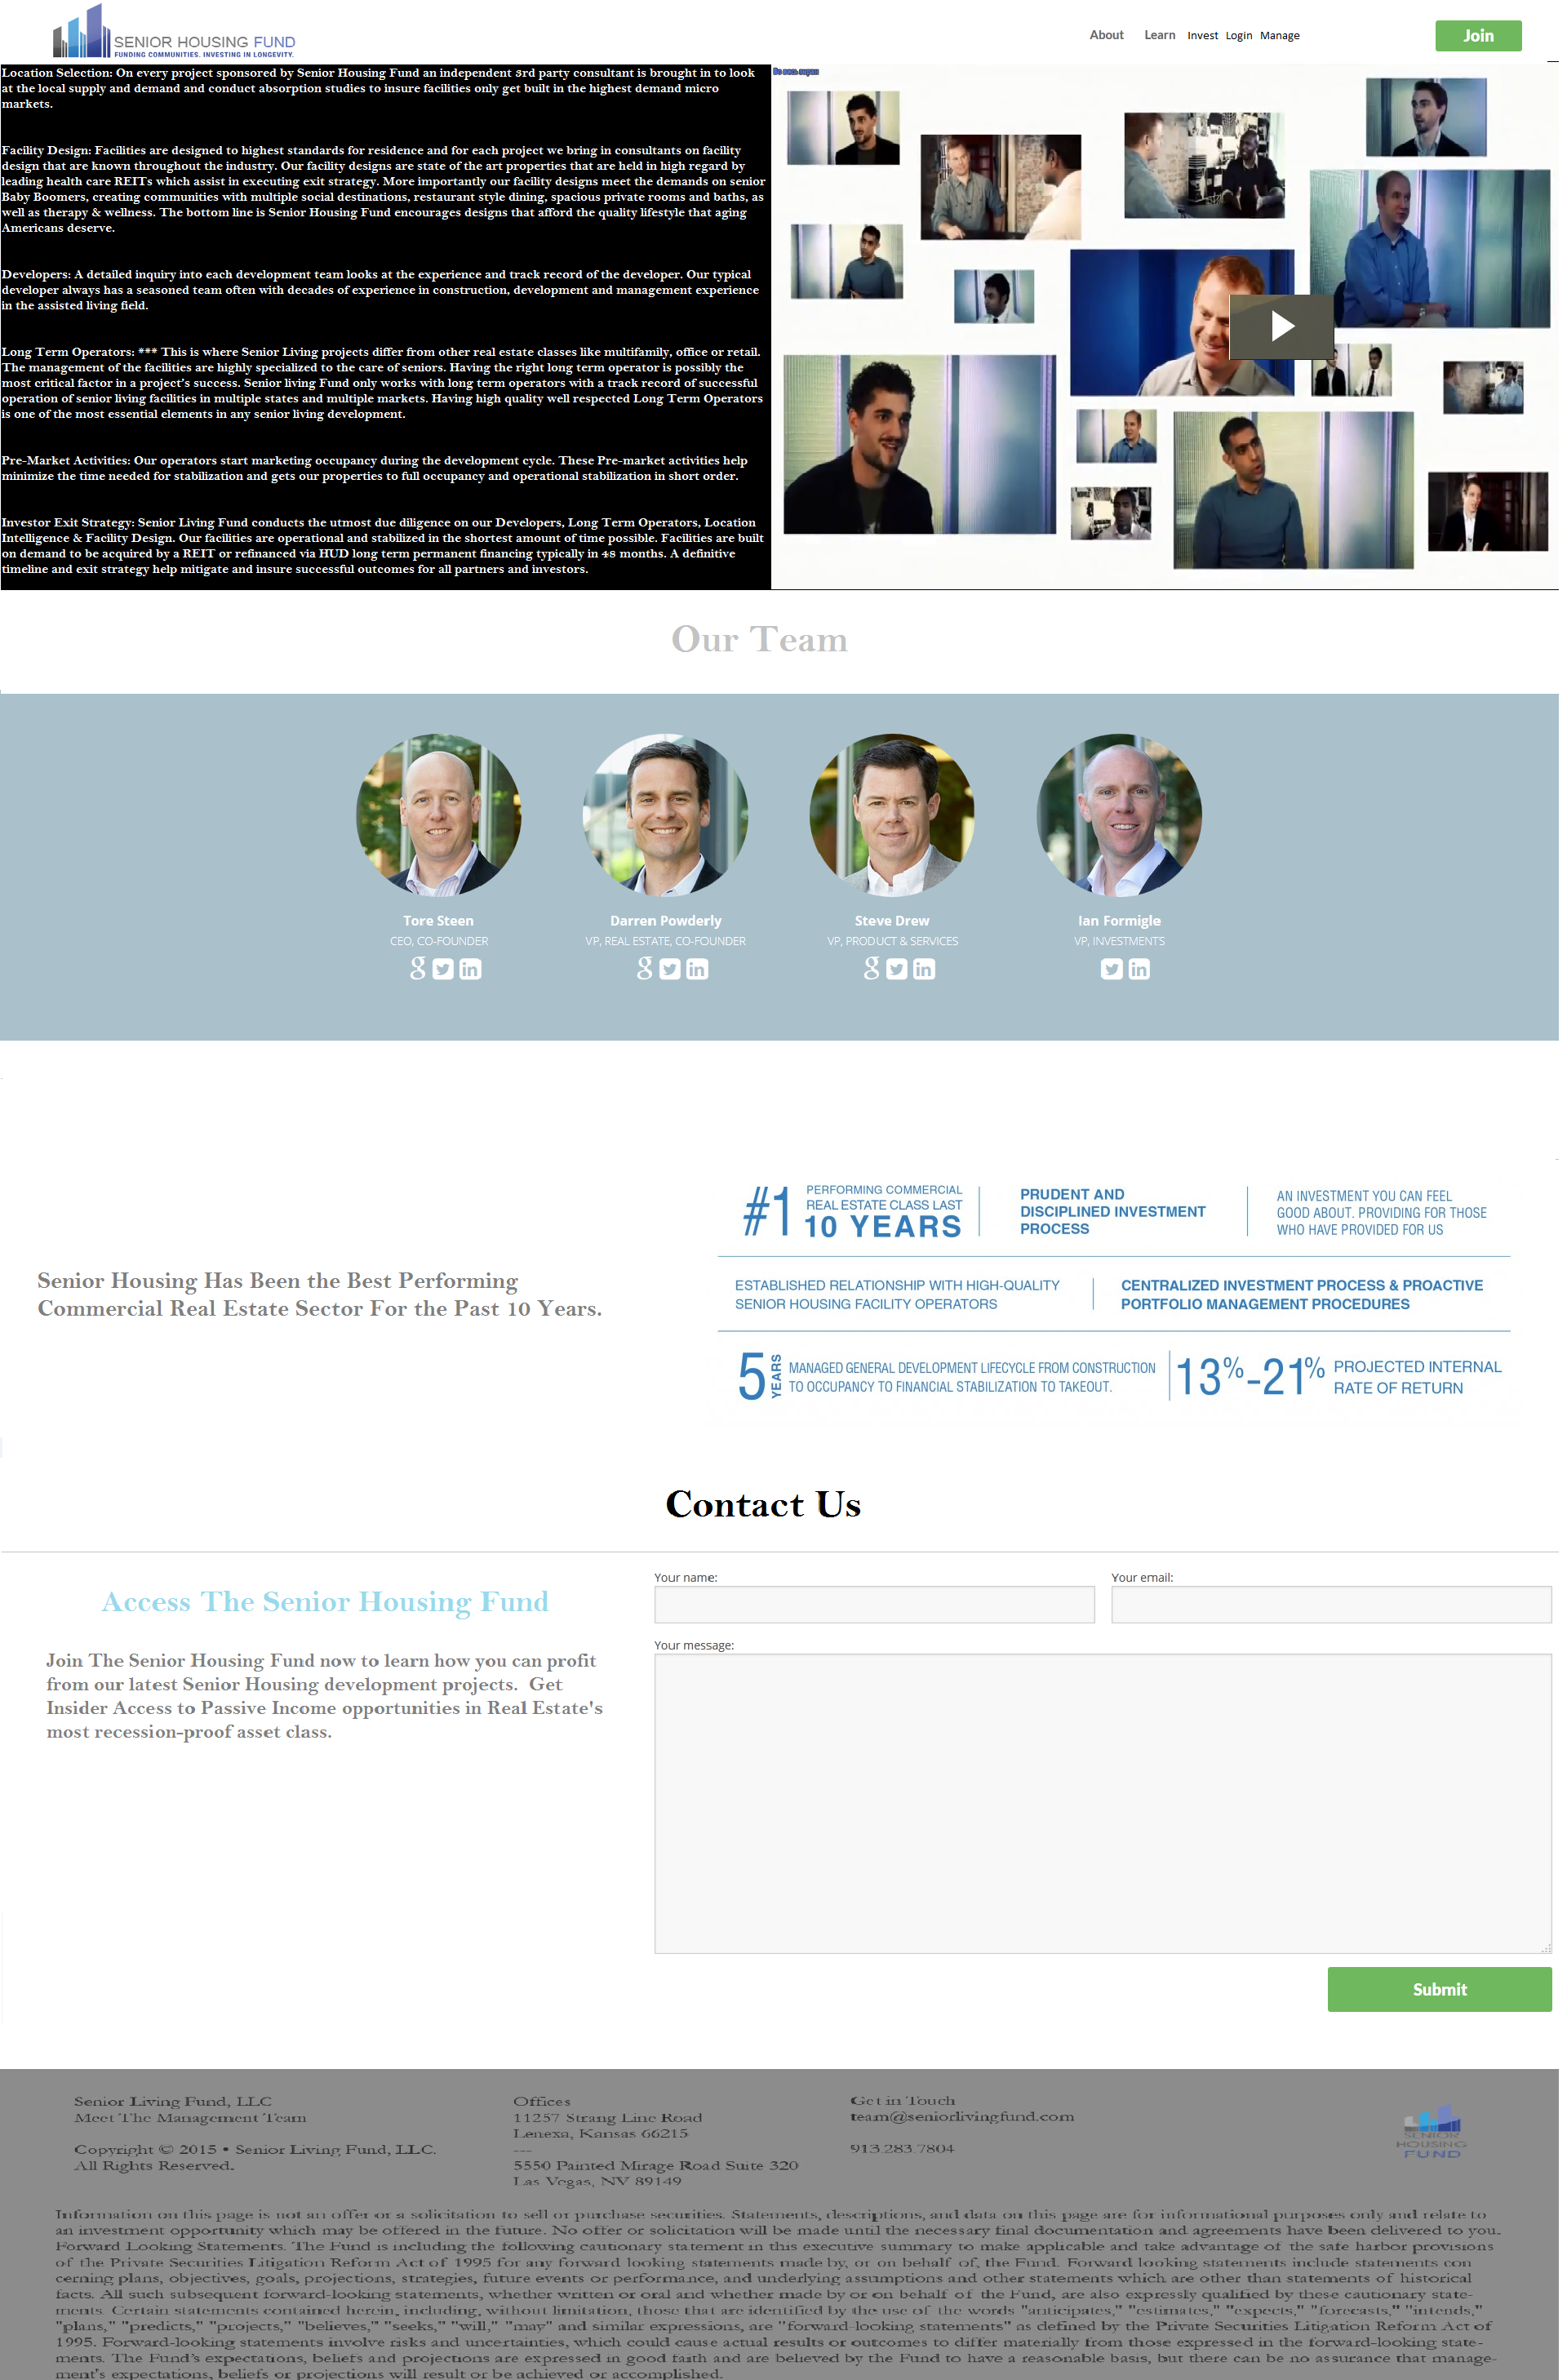 SENIOR HOUSING FUND
FUNDING COMMUNITIES. INVESTING IN LONGEVITY.
About Learn Invest Login Manage
Join
Location Selection: On every project sponsored by Senior Housing Fund an independent 3rd party consultant is brought in to look
at the local supply and demand and conduct absorption studies to insure facilities only get built in the highest demand micro
markets.
Facility Design: Facilities are designed to highest standards for residence and for each project we bring in consultants on facility
design that are known throughout the industry. Our facility designs are state of the art properties that are held in high regard by
leading health care REITs which assist in executing exit strategy. More importantly our facility designs meet the demands on senior
Baby Boomers, creating communities with multiple social destinations, restaurant style dining, spacious private rooms and baths, as
well as therapy & wellness. The bottom line is Senior Housing Fund encourages designs that afford the quality lifestyle that aging
Americans deserve.
Developers: A detailed inquiry into each development team looks at the experience and track record of the developer. Our typical
developer always has a seasoned team often with decades of experience in construction, development and management experience
in the assisted living field.
Long Term Operators: *** This is where Senior Living projects differ from other real estate classes like multifamily, office or retail.
The management of the facilities are highly specialized to the care of seniors. Having the right long term operator is possibly the
most critical factor in a project's success. Senior living Fund only works with long term operators with a track record of successful
operation of senior living facilities in multiple states and multiple markets. Having high quality well respected Long Term Operators
is one of the most essential elements in any senior living development.
Pre-Market Activities: Our operators start marketing occupancy during the development cycle. These Pre-market activities help
minimize the time needed for stabilization and gets our properties to full occupancy and operational stabilization in short order.
Investor Exit Strategy: Senior Living Fund conducts the utmost due diligence on our Developers, Long Term Operators, Location
Intelligence & Facility Design. Our facilities are operational and stabilized in the shortest amount of time possible. Facilities are built
on demand to be acquired by a REIT or refinanced via HUD long term permanent financing typically in 48 months. A definitive
timeline and exit strategy help mitigate and insure successful outcomes for all partners and investors.
Our Team
Tore Steen
CEO, CO-FOUNDER
Darren Powderly
VP, REAL ESTATE, CO-FOUNDER
Steve Drew
VP, PRODUCT & SERVICES
Ian Formigle
VP, INVESTMENTS
Senior Housing Has Been the Best Performing
Commercial Real Estate Sector For the Past 10 Years.
#1 PERFORMING COMMERCIAL
REAL ESTATE CLASS LAST
10 YEARS
PRUDENT AND
DISCIPLINED INVESTMENT
PROCESS
AN INVESTMENT YOU CAN FEEL
GOOD ABOUT. PROVIDING FOR THOSE
WHO HAVE PROVIDED FOR US
ESTABLISHED RELATIONSHIP WITH HIGH-QUALITY
SENIOR HOUSING FACILITY OPERATORS
CENTRALIZED INVESTMENT PROCESS & PROACTIVE
PORTFOLIO MANAGEMENT PROCEDURES
5 YEARS
MANAGED GENERAL DEVELOPMENT LIFECYCLE FROM CONSTRUCTION
TO OCCUPANCY TO FINANCIAL STABILIZATION TO TAKEOUT.
13%-21%
PROJECTED INTERNAL
RATE OF RETURN
Contact Us
Access The Senior Housing Fund
Join The Senior Housing Fund now to learn how you can profit
from our latest Senior Housing development projects. Get
Insider Access to Passive Income opportunities in Real Estate's
most recession-proof asset class.
Your name:
Your email:
Your message:
Submit
Senior Living Fund, LLC
Meet The Management Team
Copyright © 2015 • Senior Living Fund, LLC.
All Rights Reserved.
Offices
11257 Strang Line Road
Lenexa, Kansas 66215
---
5550 Painted Mirage Road Suite 320
Las Vegas, NV 89149
Get in Touch
team@seniorlivingfund.com
913.283.7804
SENIOR
HOUSING
FUND
Information on this page is not an offer or a solicitation to sell or purchase securities. Statements, descriptions, and data on this page are for informational purposes only and relate to
an investment opportunity which may be offered in the future. No offer or solicitation will be made until the necessary final documentation and agreements have been delivered to you.
Forward Looking Statements. The Fund is including the following cautionary statement in this executive summary to make applicable and take advantage of the safe harbor provisions
of the Private Securities Litigation Reform Act of 1995 for any forward looking statements made by, or on behalf of, the Fund. Forward looking statements include statements con
cerning plans, objectives, goals, projections, strategies, future events or performance, and underlying assumptions and other statements which are other than statements of historical
facts. All such subsequent forward-looking statements, whether written or oral and whether made by or on behalf of the Fund, are also expressly qualified by these cautionary state-
ments. Certain statements contained herein, including, without limitation, those that are identified by the use of the words "anticipates," "estimates," "expects," "forecasts," "intends,"
"plans," "predicts," "projects," "believes," "seeks," "will," "may" and similar expressions, are "forward-looking statements" as defined by the Private Securities Litigation Reform Act of
1995. Forward-looking statements involve risks and uncertainties, which could cause actual results or outcomes to differ materially from those expressed in the forward-looking state-
ments. The Fund's expectations, beliefs and projections are expressed in good faith and are believed by the Fund to have a reasonable basis, but there can be no assurance that manage-
ment's expectations, beliefs or projections will result or be achieved or accomplished.